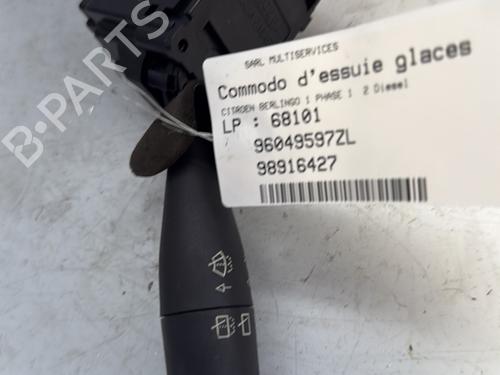 B-PARTS
SARL MULTISERVICES
Commodo d'essuie glaces
CITROEN BERLINGO 1 PHASE 1 2 Diesel
LP : 68101
96049597ZL
98916427